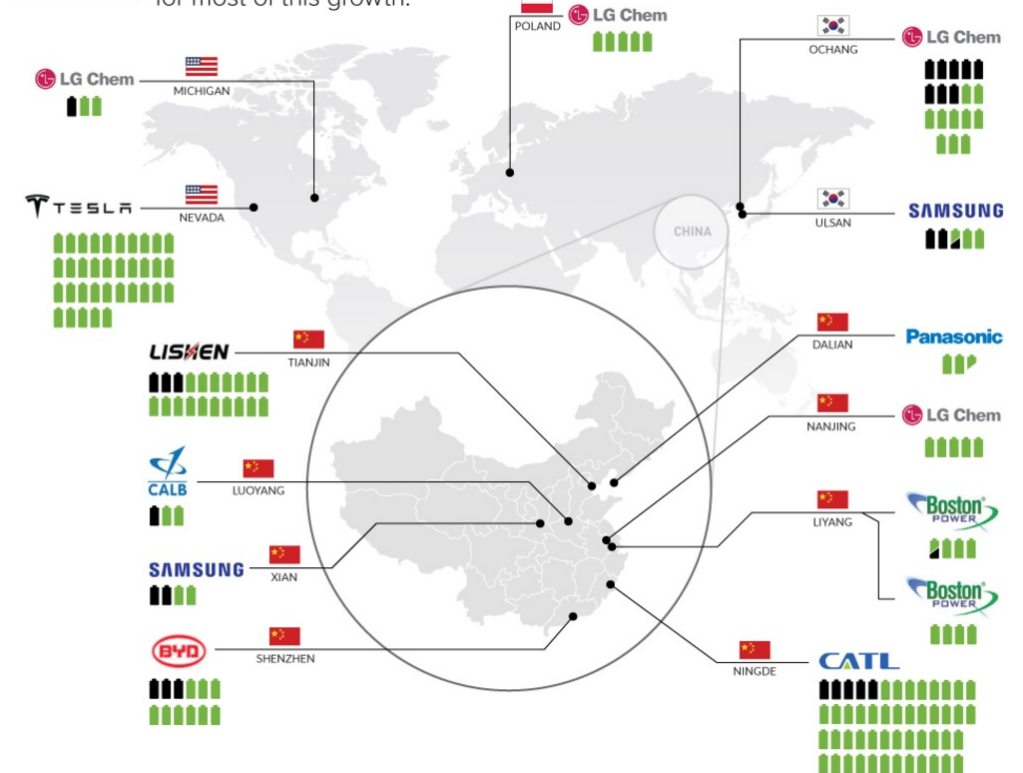 for most of this growth.
POLAND
LG Chem
OCHANG
LG Chem
LG Chem
MICHIGAN
TESLA
NEVADA
ULSAN
SAMSUNG
CHINA
LISHEN
TIANJIN
DALIAN
Panasonic
NANJING
LG Chem
CALB
LUOYANG
LIYANG
Boston
POWER
SAMSUNG
XIAN
Boston
POWER
BYD
SHENZHEN
NINGDE
CATL